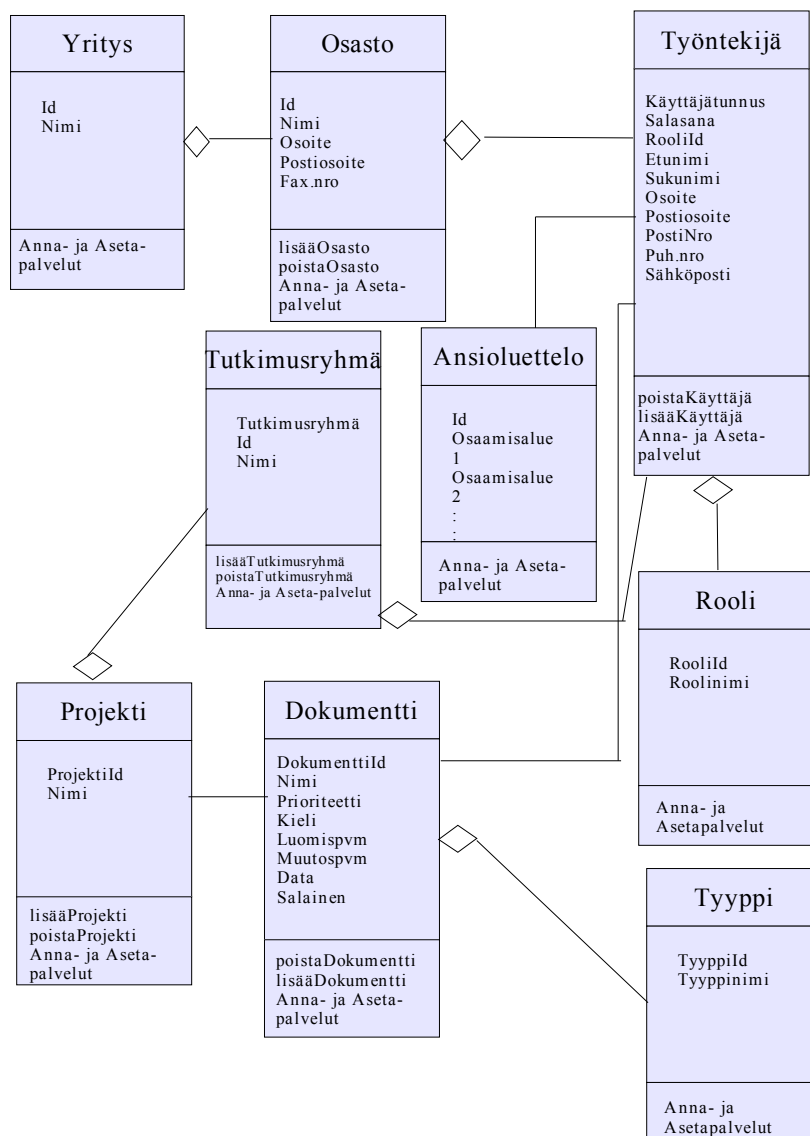 Yritys
Id
Nimi
Anna- ja Aseta-
palvelut
Osasto
Id
Nimi
Osoite
Postiosoite
Fax.nro
lisääOsasto
poistaOsasto
Anna- ja Aseta-
palvelut
Työntekijä
Käyttäjätunnus
Salasana
RooliId
Etunimi
Sukunimi
Osoite
Postiosoite
PostiNro
Puh.nro
Sähköposti
poistaKäyttäjä
lisääKäyttäjä
Anna- ja Aseta-
palvelut
Tutkimusryhmä
Tutkimusryhmä
Id
Nimi
lisääTutkimusryhmä
poistaTutkimusryhmä
Anna- ja Aseta-palvelut
Ansioluettelo
Id
Osaamisalue
1
Osaamisalue
2
:
:
Anna- ja Aseta-
palvelut
Rooli
RooliId
Roolinimi
Anna- ja
Asetapalvelut
Projekti
ProjektiId
Nimi
lisääProjekti
poistaProjekti
Anna- ja Aseta-
palvelut
Dokumentti
DokumenttiId
Nimi
Prioriteetti
Kieli
Luomispvm
Muutospvm
Data
Salainen
poistaDokumentti
lisääDokumentti
Anna- ja Aseta-
palvelut
Tyyppi
TyyppiId
Tyyppinimi
Anna- ja
Asetapalvelut